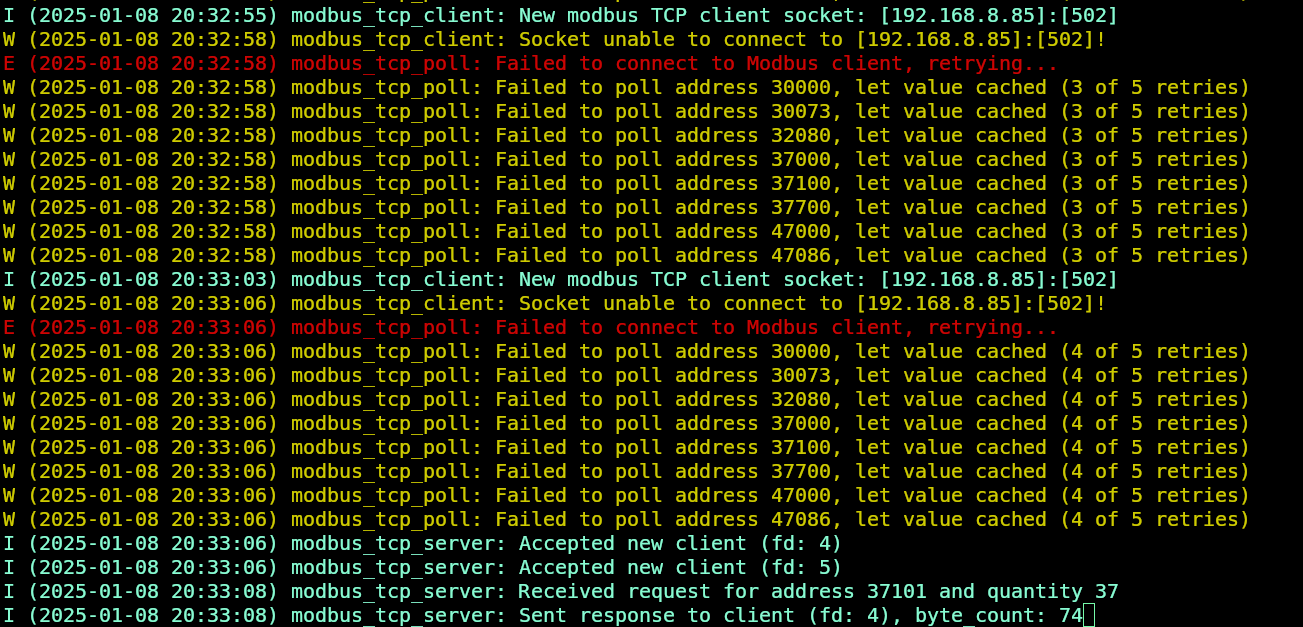 I (2025-01-08 20:32:55) modbus_tcp_client: New modbus TCP client socket: [192.168.8.85]:[502]
W (2025-01-08 20:32:58) modbus_tcp_client: Socket unable to connect to [192.168.8.85]:[502]!
E (2025-01-08 20:32:58) modbus_tcp_poll: Failed to connect to Modbus client, retrying...
W (2025-01-08 20:32:58) modbus_tcp_poll: Failed to poll address 30000, let value cached (3 of 5 retries)
W (2025-01-08 20:32:58) modbus_tcp_poll: Failed to poll address 30073, let value cached (3 of 5 retries)
W (2025-01-08 20:32:58) modbus_tcp_poll: Failed to poll address 32080, let value cached (3 of 5 retries)
W (2025-01-08 20:32:58) modbus_tcp_poll: Failed to poll address 37000, let value cached (3 of 5 retries)
W (2025-01-08 20:32:58) modbus_tcp_poll: Failed to poll address 37100, let value cached (3 of 5 retries)
W (2025-01-08 20:32:58) modbus_tcp_poll: Failed to poll address 37700, let value cached (3 of 5 retries)
W (2025-01-08 20:32:58) modbus_tcp_poll: Failed to poll address 47000, let value cached (3 of 5 retries)
W (2025-01-08 20:32:58) modbus_tcp_poll: Failed to poll address 47086, let value cached (3 of 5 retries)
I (2025-01-08 20:33:03) modbus_tcp_client: New modbus TCP client socket: [192.168.8.85]:[502]
W (2025-01-08 20:33:06) modbus_tcp_client: Socket unable to connect to [192.168.8.85]:[502]!
E (2025-01-08 20:33:06) modbus_tcp_poll: Failed to connect to Modbus client, retrying...
W (2025-01-08 20:33:06) modbus_tcp_poll: Failed to poll address 30000, let value cached (4 of 5 retries)
W (2025-01-08 20:33:06) modbus_tcp_poll: Failed to poll address 30073, let value cached (4 of 5 retries)
W (2025-01-08 20:33:06) modbus_tcp_poll: Failed to poll address 32080, let value cached (4 of 5 retries)
W (2025-01-08 20:33:06) modbus_tcp_poll: Failed to poll address 37000, let value cached (4 of 5 retries)
W (2025-01-08 20:33:06) modbus_tcp_poll: Failed to poll address 37100, let value cached (4 of 5 retries)
W (2025-01-08 20:33:06) modbus_tcp_poll: Failed to poll address 37700, let value cached (4 of 5 retries)
W (2025-01-08 20:33:06) modbus_tcp_poll: Failed to poll address 47000, let value cached (4 of 5 retries)
W (2025-01-08 20:33:06) modbus_tcp_poll: Failed to poll address 47086, let value cached (4 of 5 retries)
I (2025-01-08 20:33:06) modbus_tcp_server: Accepted new client (fd: 4)
I (2025-01-08 20:33:06) modbus_tcp_server: Accepted new client (fd: 5)
I (2025-01-08 20:33:08) modbus_tcp_server: Received request for address 37101 and quantity 37
I (2025-01-08 20:33:08) modbus_tcp_server: Sent response to client (fd: 4), byte_count: 74